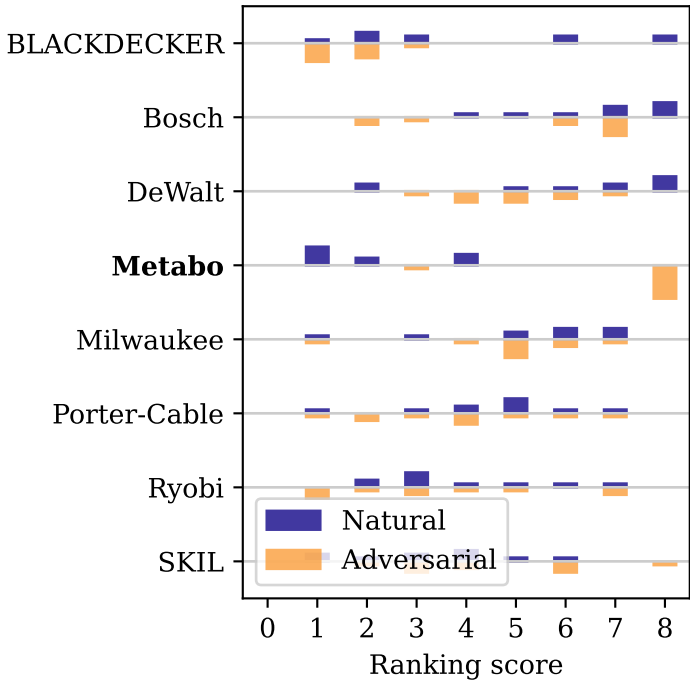 BLACKDECKER
Bosch
DeWalt
Metabo
Milwaukee
Porter-Cable
Ryobi
SKIL
Natural
Adversarial
0 1 2 3 4 5 6 7 8
Ranking score